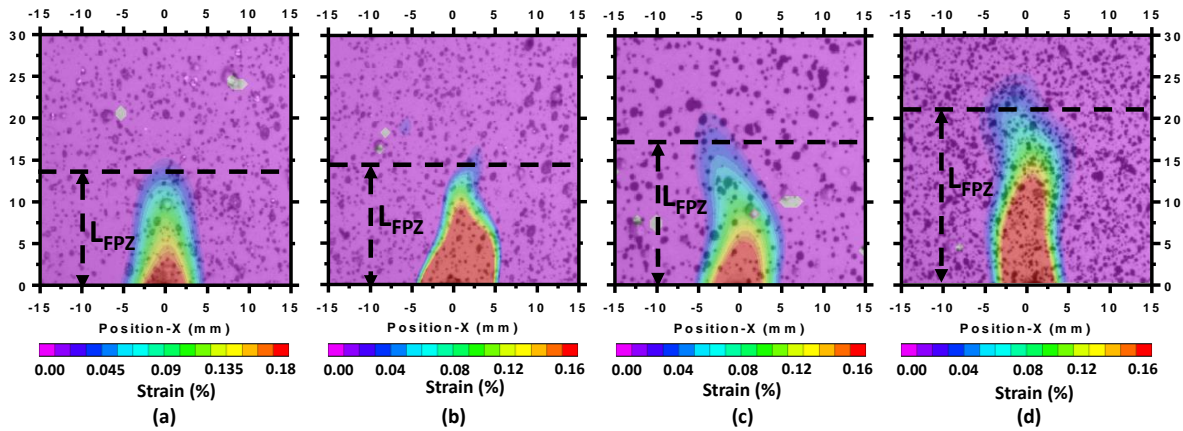 -15 -10 -5 0 5 10 15 -15 -10 -5 0 5 10 15 -15 -10 -5 0 5 10 15 -15 -10 -5 0 5 10 15
30 30
25 25
20 20
15 15
10 10
5 5
0 0
L_FPZ L_FPZ L_FPZ L_FPZ
-15 -10 -5 0 5 10 15 -15 -10 -5 0 5 10 15 -15 -10 -5 0 5 10 15 -15 -10 -5 0 5 10 15
Position-X (mm) Position-X (mm) Position-X (mm) Position-X (mm)
0.00 0.045 0.09 0.135 0.18 0.00 0.04 0.08 0.12 0.16 0.00 0.04 0.08 0.12 0.16 0.00 0.04 0.08 0.12 0.16
Strain (%) Strain (%) Strain (%) Strain (%)
(a) (b) (c) (d)